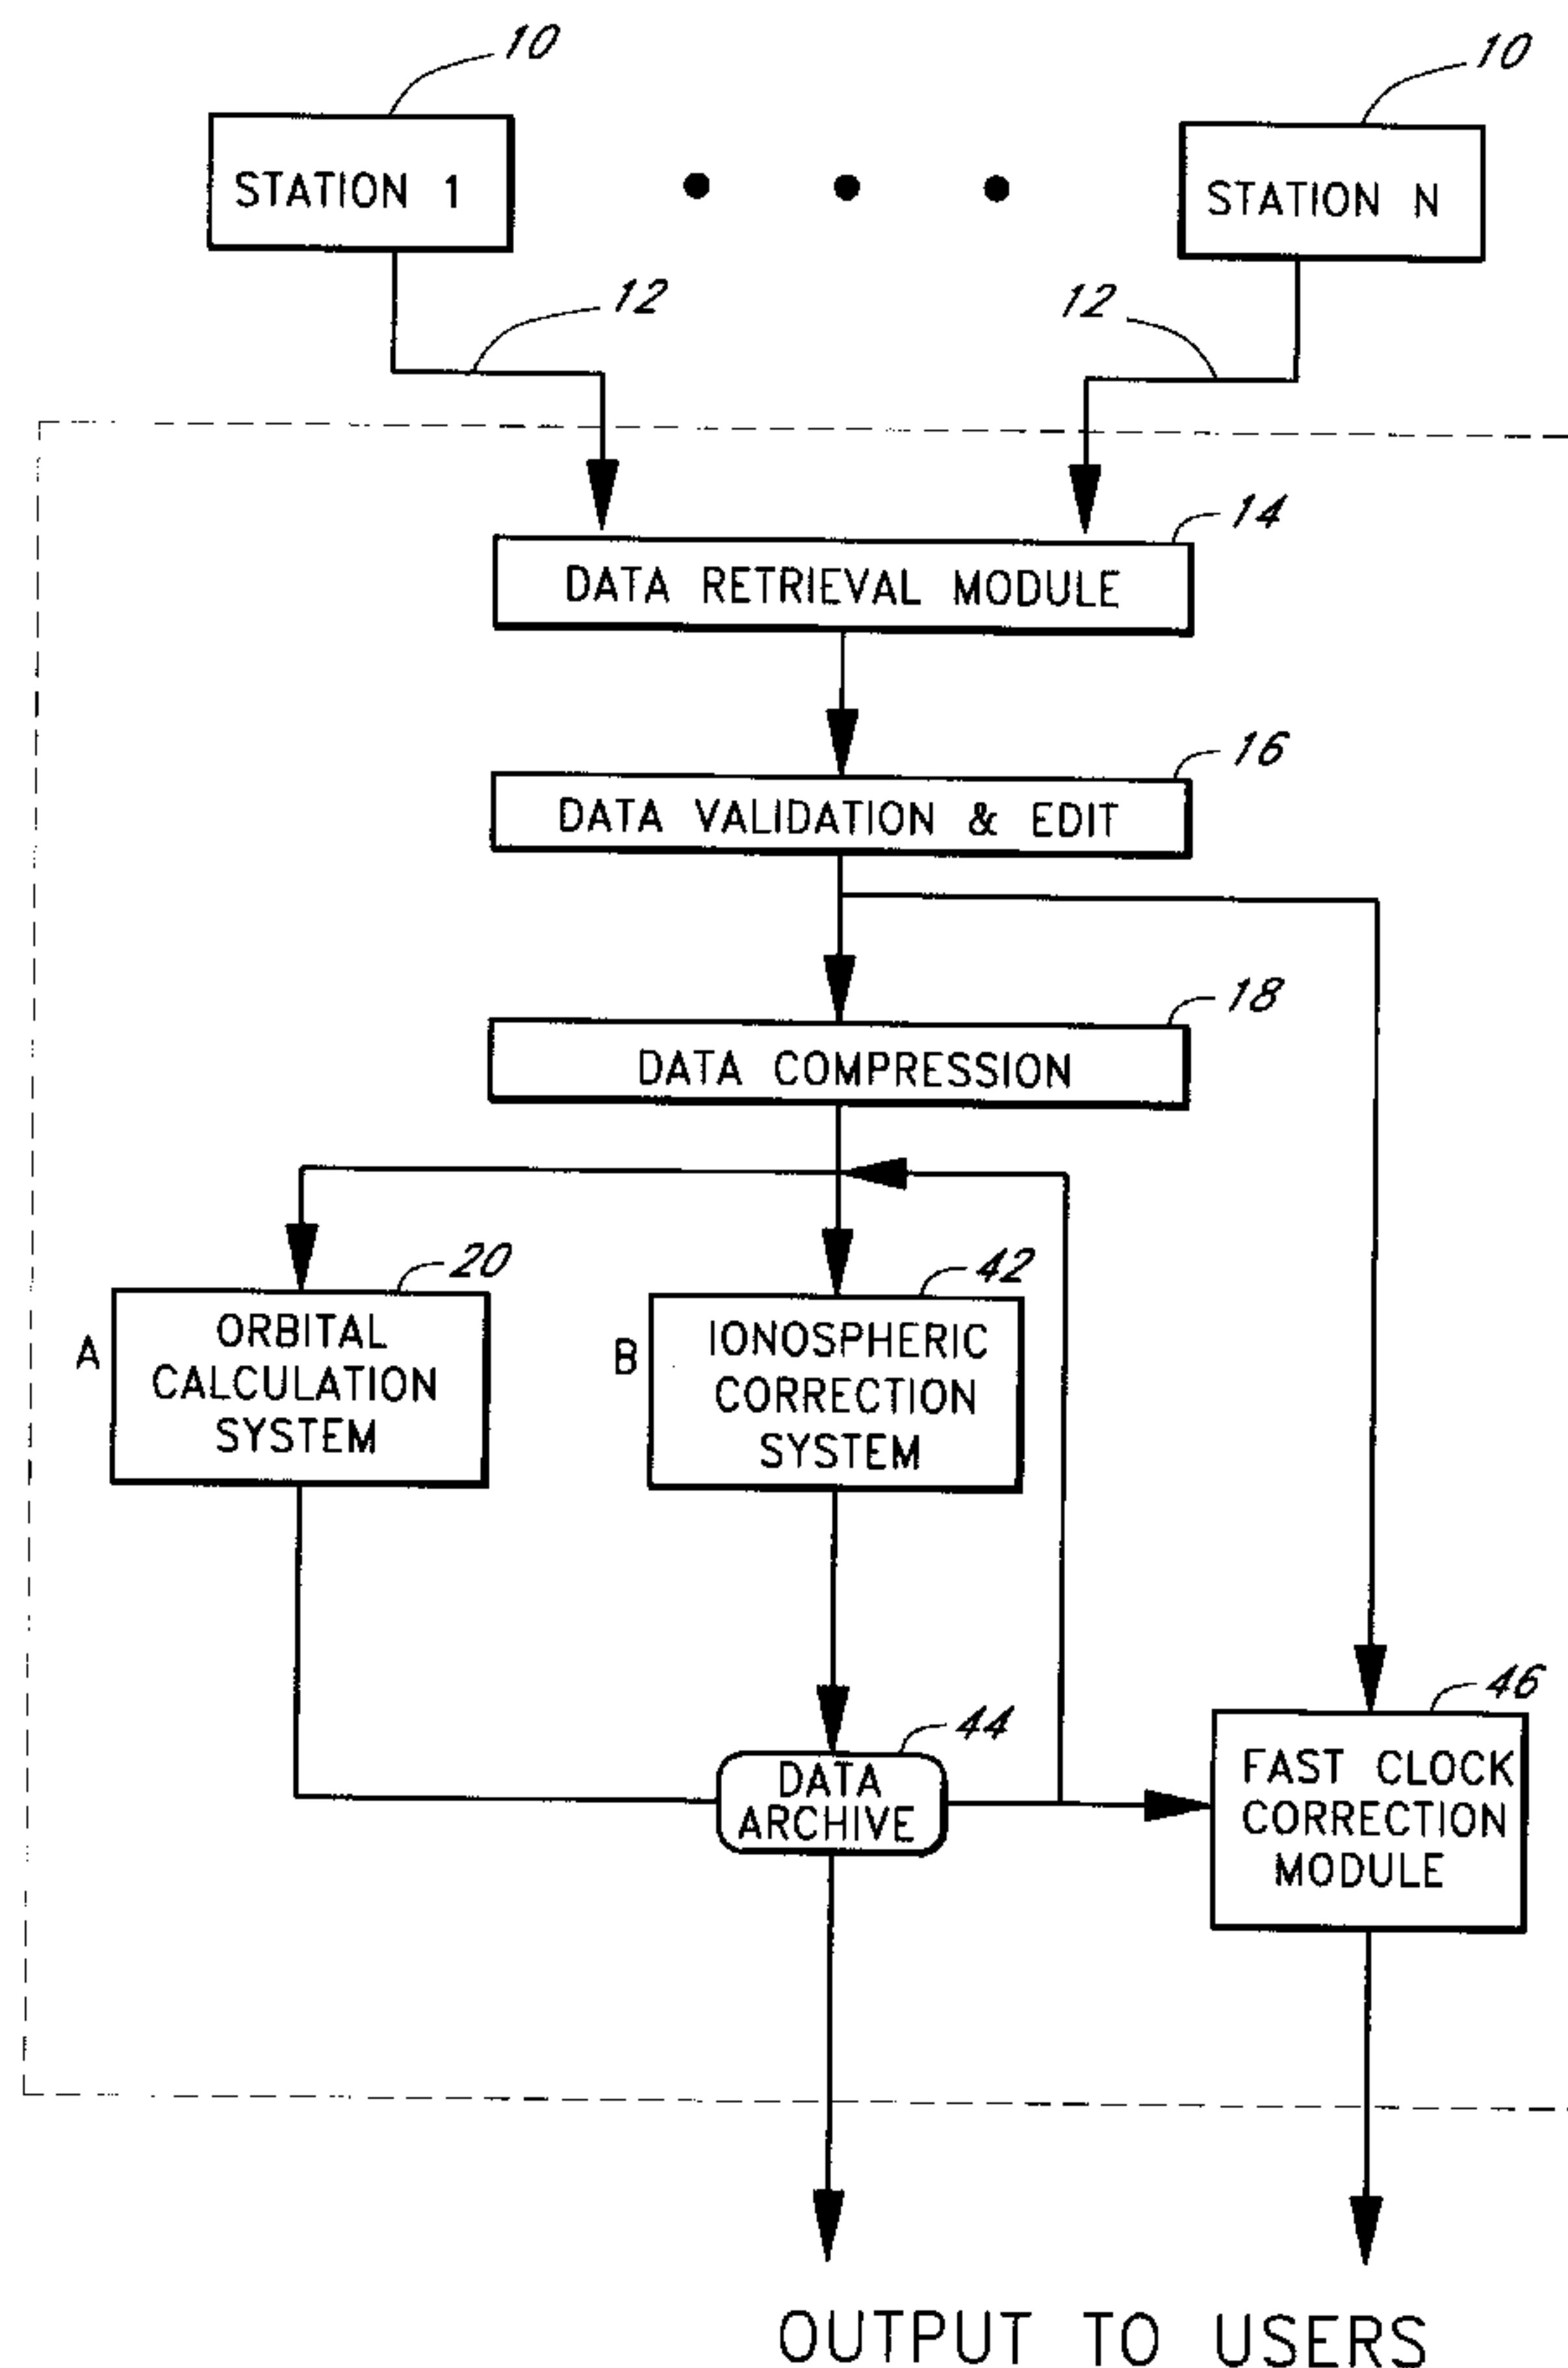 10
10
STATION 1
STATION N
12
12
14
DATA RETRIEVAL MODULE
16
DATA VALIDATION & EDIT
18
DATA COMPRESSION
20
42
A
ORBITAL
CALCULATION
SYSTEM
B
IONOSPHERIC
CORRECTION
SYSTEM
44
46
DATA
ARCHIVE
FAST CLOCK
CORRECTION
MODULE
OUTPUT TO USERS